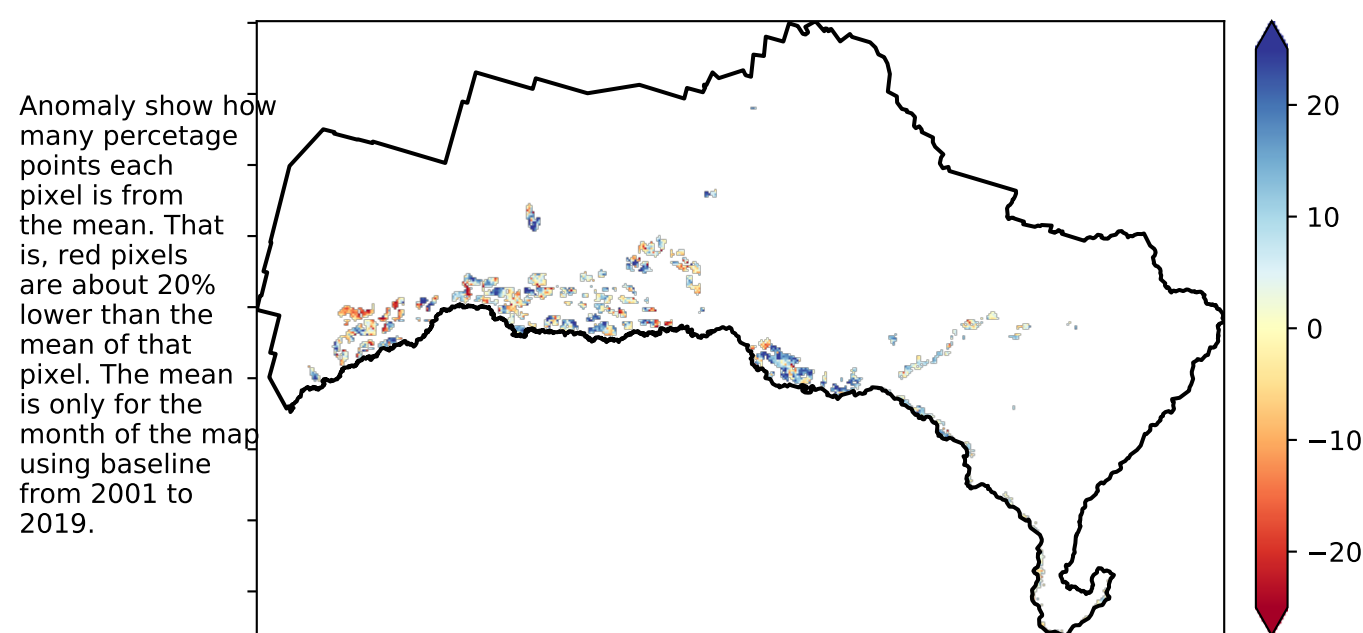 Anomaly show how
many percetage
points each
pixel is from
the mean. That
is, red pixels
are about 20%
lower than the
mean of that
pixel. The mean
is only for the
month of the map
using baseline
from 2001 to
2019.
20
10
0
−10
−20